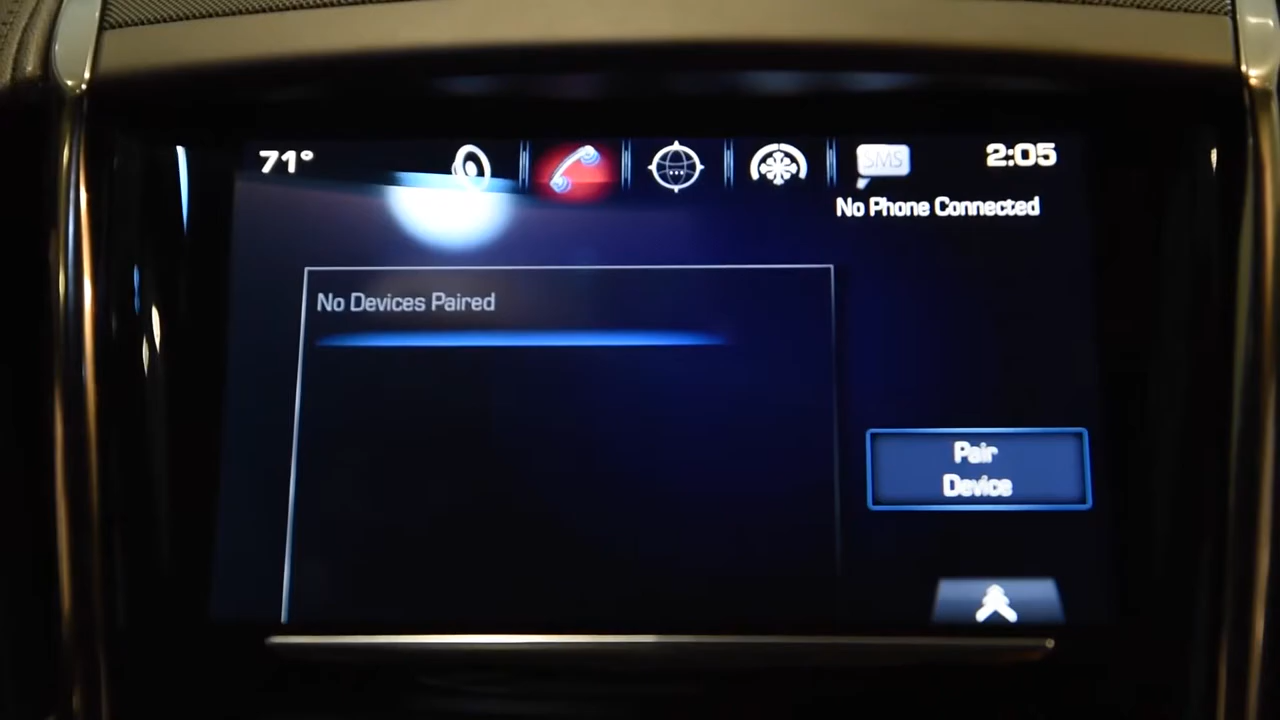 71°
SMS
2:05
No Phone Connected
No Devices Paired
Pair
Device